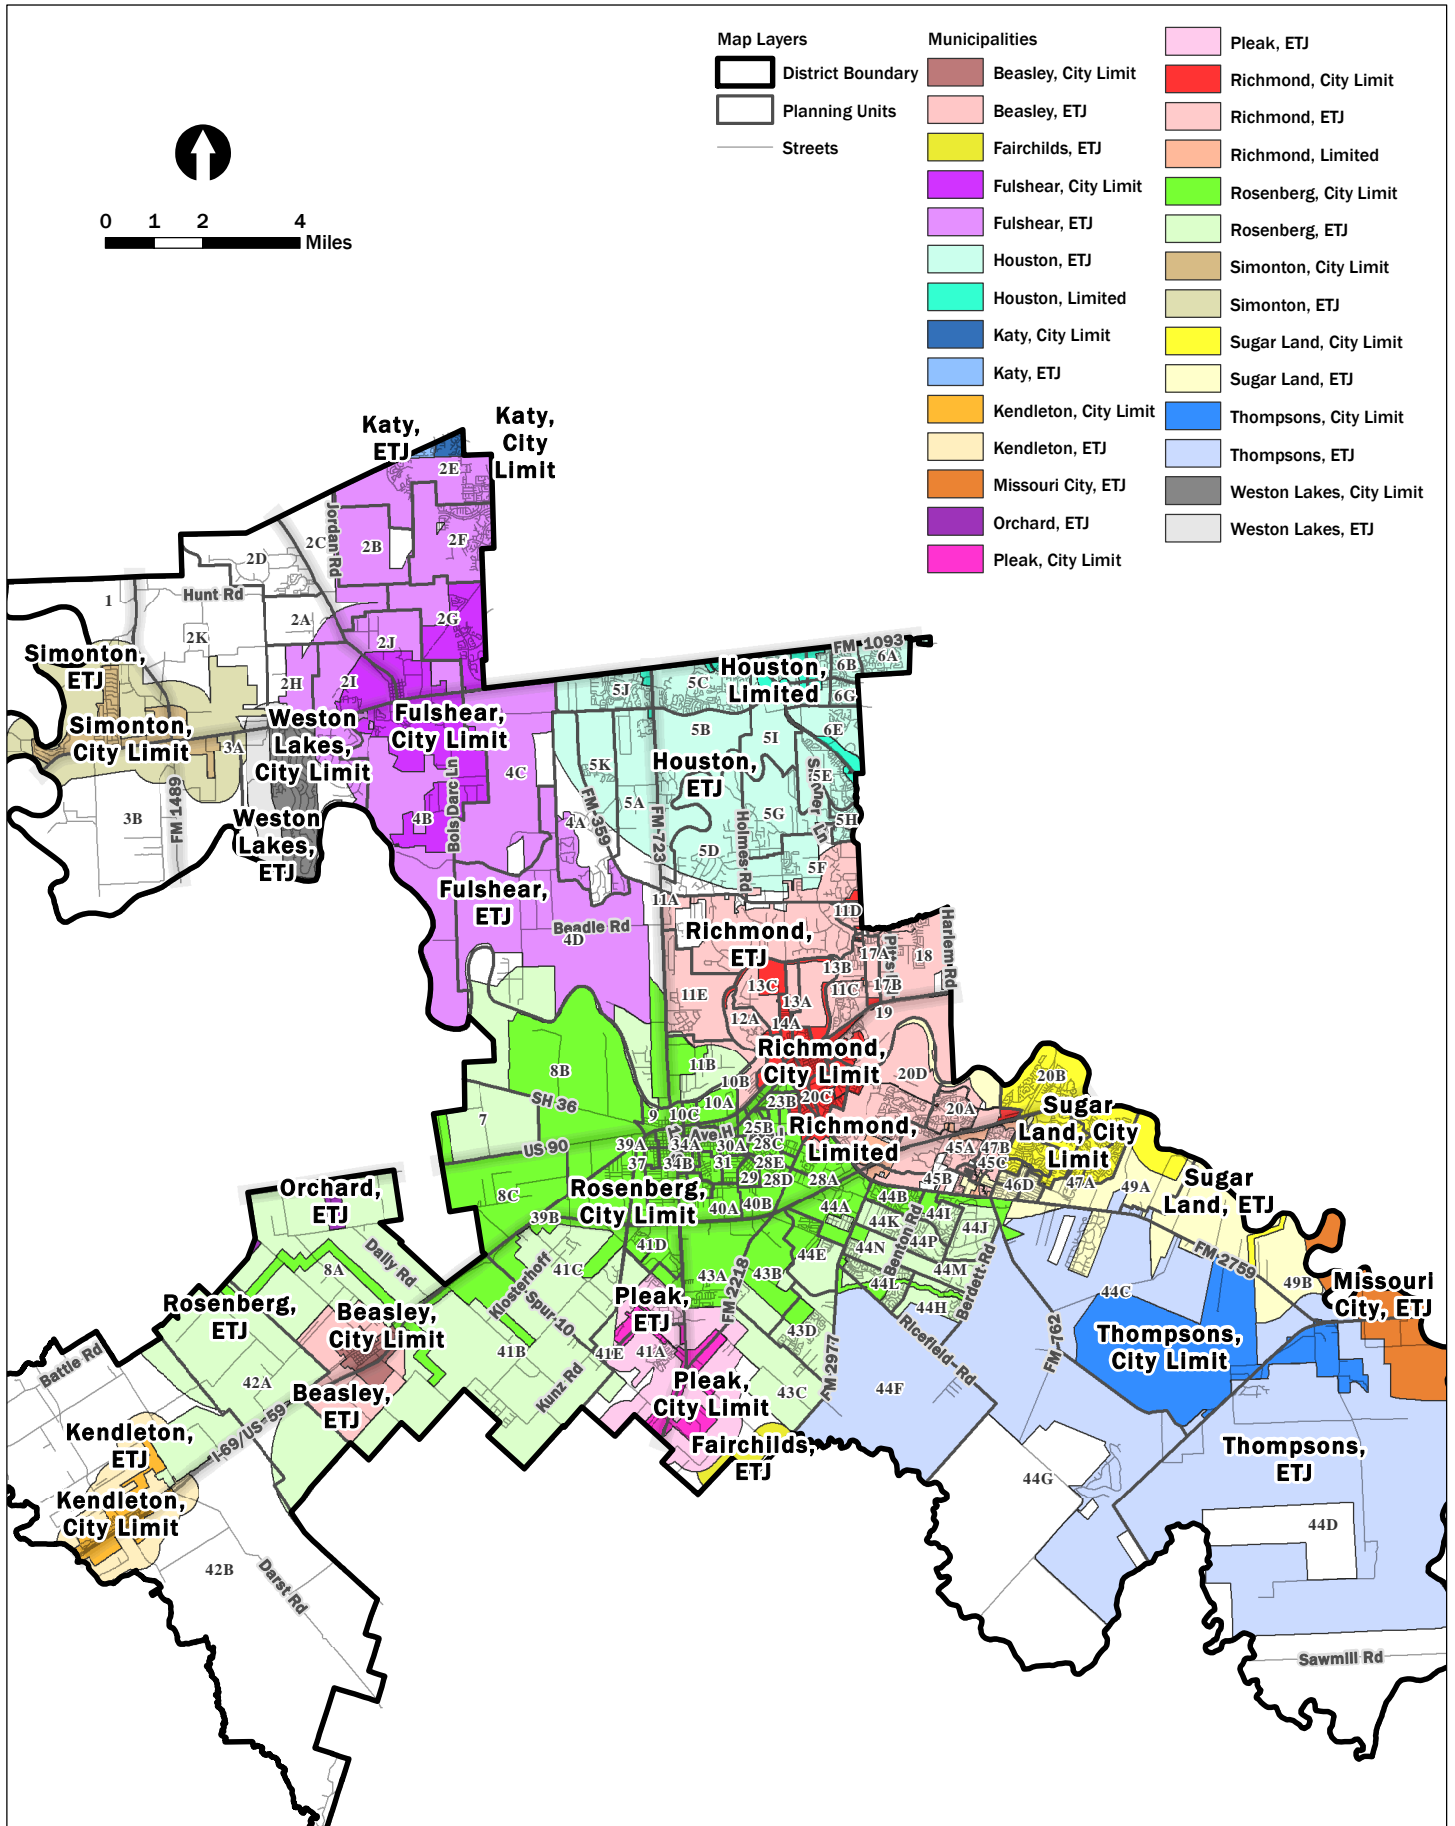 Map Layers
District Boundary
Planning Units
Streets
Municipalities
Beasley, City Limit
Beasley, ETJ
Fairchilds, ETJ
Fulshear, City Limit
Fulshear, ETJ
Houston, ETJ
Houston, Limited
Katy, City Limit
Katy, ETJ
Kendleton, City Limit
Kendleton, ETJ
Missouri City, ETJ
Orchard, ETJ
Pleak, City Limit
Pleak, ETJ
Richmond, City Limit
Richmond, ETJ
Richmond, Limited
Rosenberg, City Limit
Rosenberg, ETJ
Simonton, City Limit
Simonton, ETJ
Sugar Land, City Limit
Sugar Land, ETJ
Thompsons, City Limit
Thompsons, ETJ
Weston Lakes, City Limit
Weston Lakes, ETJ
0 1 2 4
Miles
Katy,
ETJ
Katy,
City
Limit
2E
Jordan Rd
2C
2B
2F
2D
Hunt Rd
1
2A
2G
2K
2J
FM 1093
6B
6A
Simonton,
ETJ
2H
2I
5J
5C
Houston,
Limited
6G
Simonton,
City Limit
3A
Weston
Lakes,
City Limit
Fulshear,
City Limit
5B
5I
6E
Houston,
ETJ
4C
5K
5E
5A
FM 1489
3B
4B
Bois Darc Ln
4A
FM-359
FM-723
Holmes Rd
5G
5H
5D
5F
Weston
Lakes,
ETJ
Fulshear,
ETJ
11A
11D
Beadle Rd
4D
Richmond,
ETJ
Harlem Rd
17A
18
13B
13C
11C
17B
11E
13A
12A
14A
19
Richmond,
City Limit
8B
11B
10B
20D
20B
SH 36
7
9
10C
10A
23B
20C
20A
Sugar
Land, City
Limit
Richmond,
Limited
US 90
39A
34A
Ave H
25B
28C
30A
37
34B
31
28E
45A
47B
45C
8C
Rosenberg,
City Limit
29
28D
28A
45B
46D
47A
49A
Sugar
Land, ETJ
Orchard,
ETJ
39B
40A
40B
44A
44B
44I
44K
44J
Benton Rd
44P
44N
44M
44L
44H
Berdett Rd
Daily Rd
8A
41D
41C
43A
43B
44E
FM-2218
FM-2759
49B
44C
Missouri
City, ETJ
Rosenberg,
ETJ
Beasley,
City Limit
Klosterhoff
Spur 10
Pleak,
ETJ
43D
Ricefield Rd
FM 762
Thompsons,
City Limit
41B
41E
41A
FM 2977
Battle Rd
42A
Beasley,
ETJ
Kunz Rd
Pleak,
City Limit
43C
44F
I-69/US-59
Kendleton,
ETJ
Fairchilds,
ETJ
Thompsons,
ETJ
44G
Kendleton,
City Limit
44D
42B
Darst Rd
Sawmill Rd